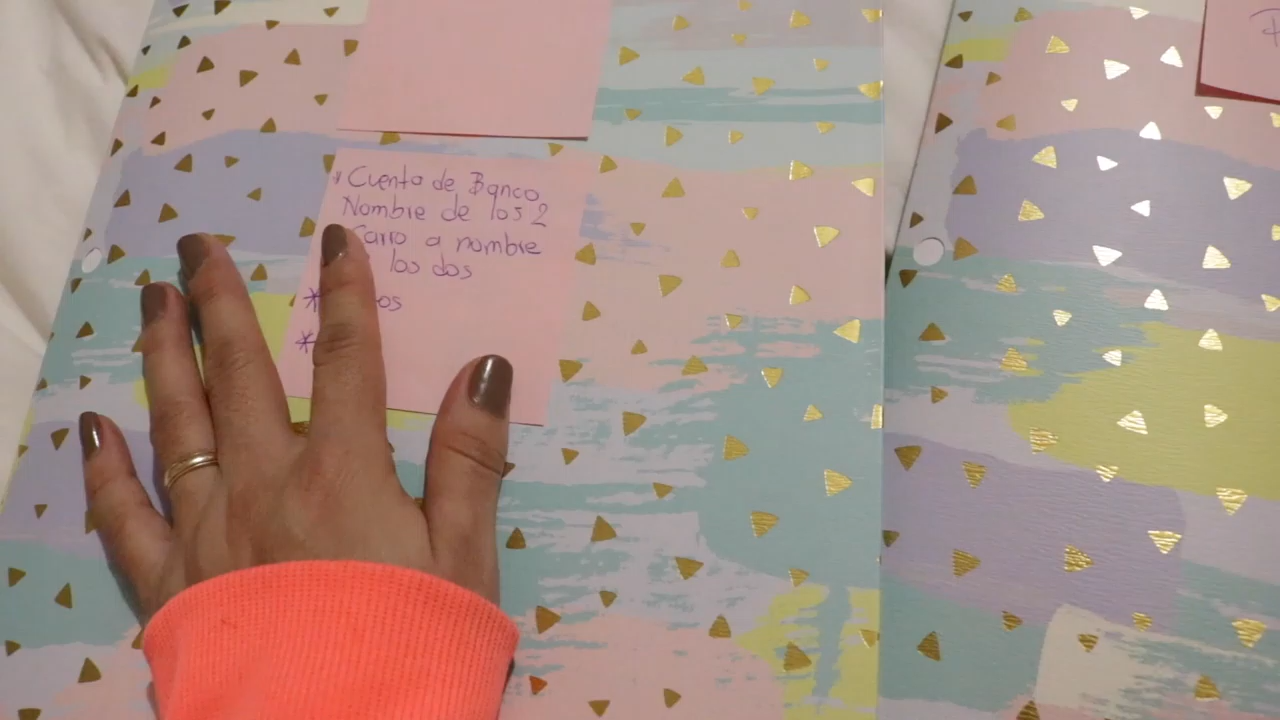 * Cuenta de Banco
Nombre de los 2
Carro a nombre
los dos
*
*